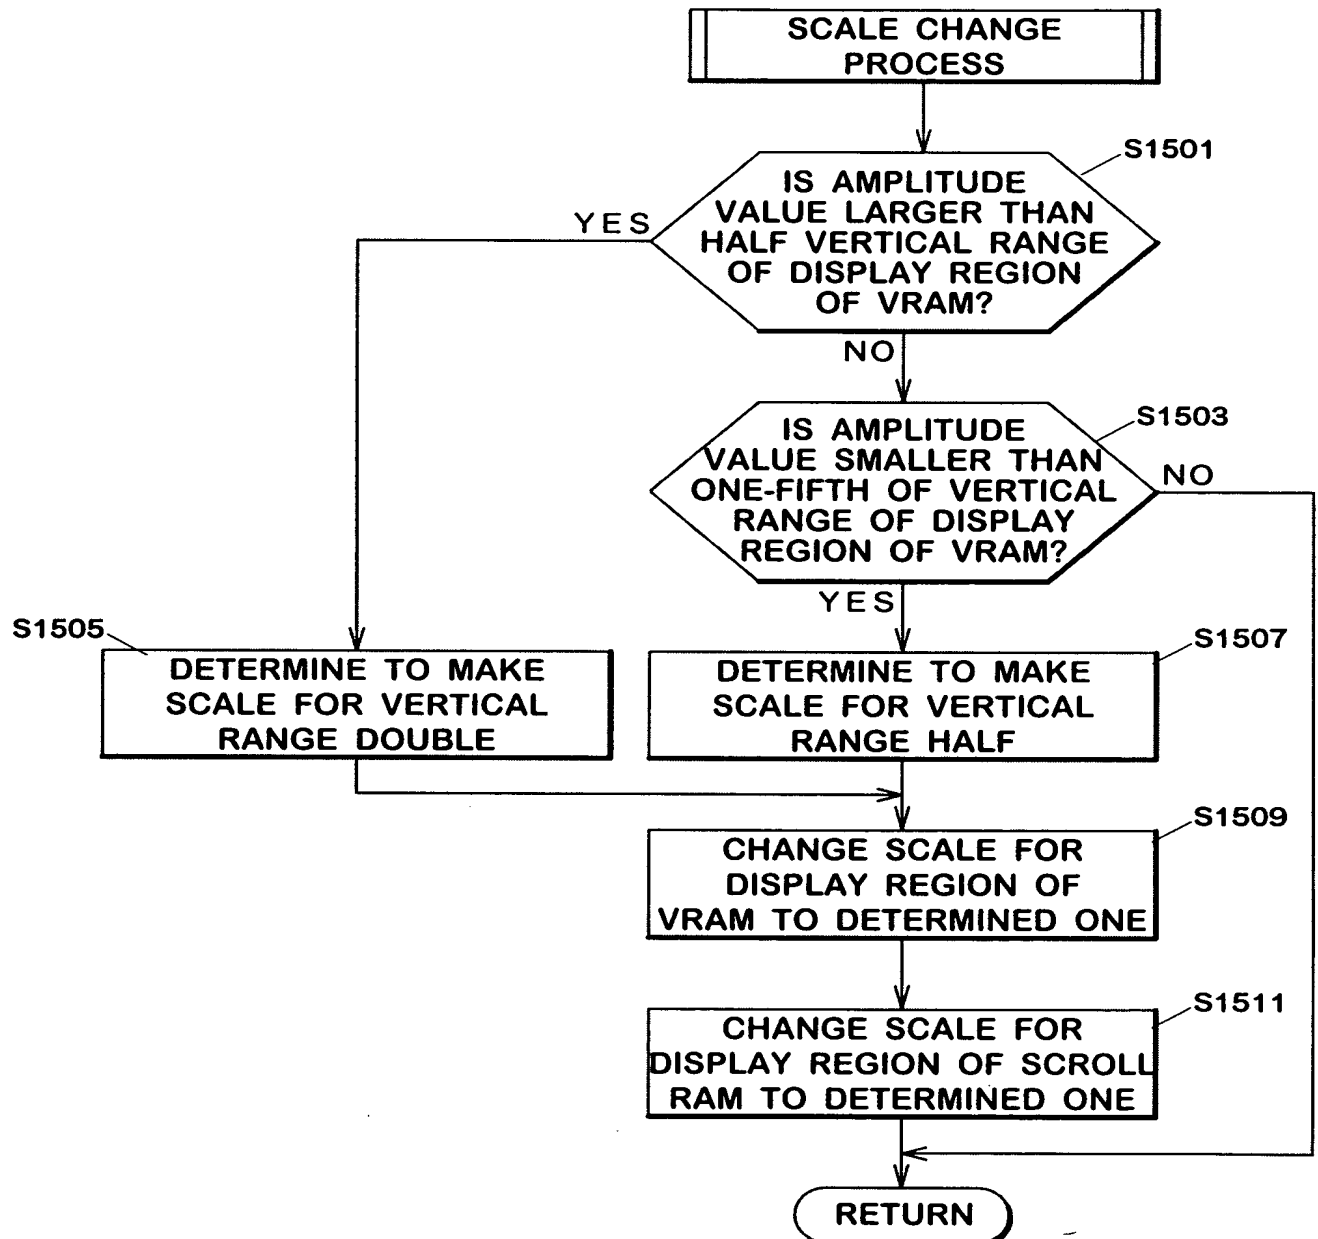 SCALE CHANGE
PROCESS
S1501
IS AMPLITUDE
VALUE LARGER THAN
HALF VERTICAL RANGE
OF DISPLAY REGION
OF VRAM?
YES
NO
S1503
IS AMPLITUDE
VALUE SMALLER THAN
ONE-FIFTH OF VERTICAL
RANGE OF DISPLAY
REGION OF VRAM?
NO
YES
S1505
DETERMINE TO MAKE
SCALE FOR VERTICAL
RANGE DOUBLE
S1507
DETERMINE TO MAKE
SCALE FOR VERTICAL
RANGE HALF
S1509
CHANGE SCALE FOR
DISPLAY REGION OF
VRAM TO DETERMINED ONE
S1511
CHANGE SCALE FOR
DISPLAY REGION OF SCROLL
RAM TO DETERMINED ONE
RETURN